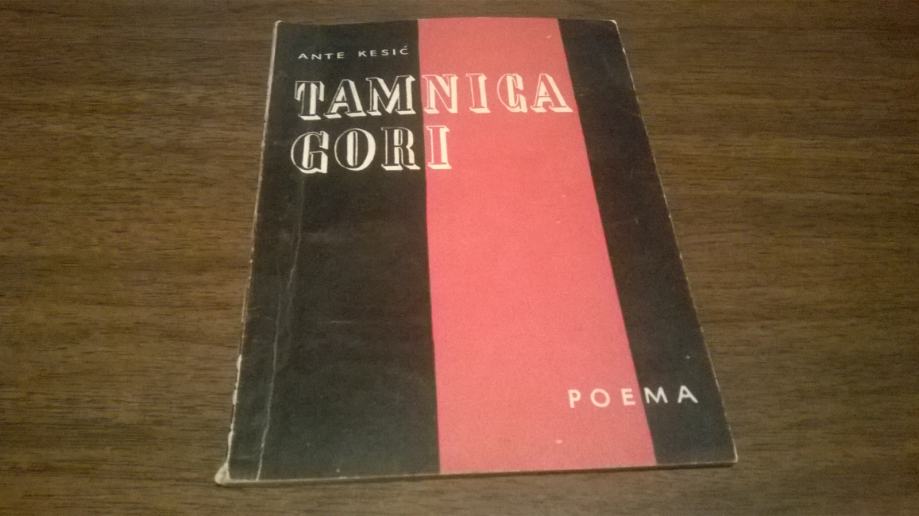 ANTE KESIĆ
TAMNICA
GORI
POEMA